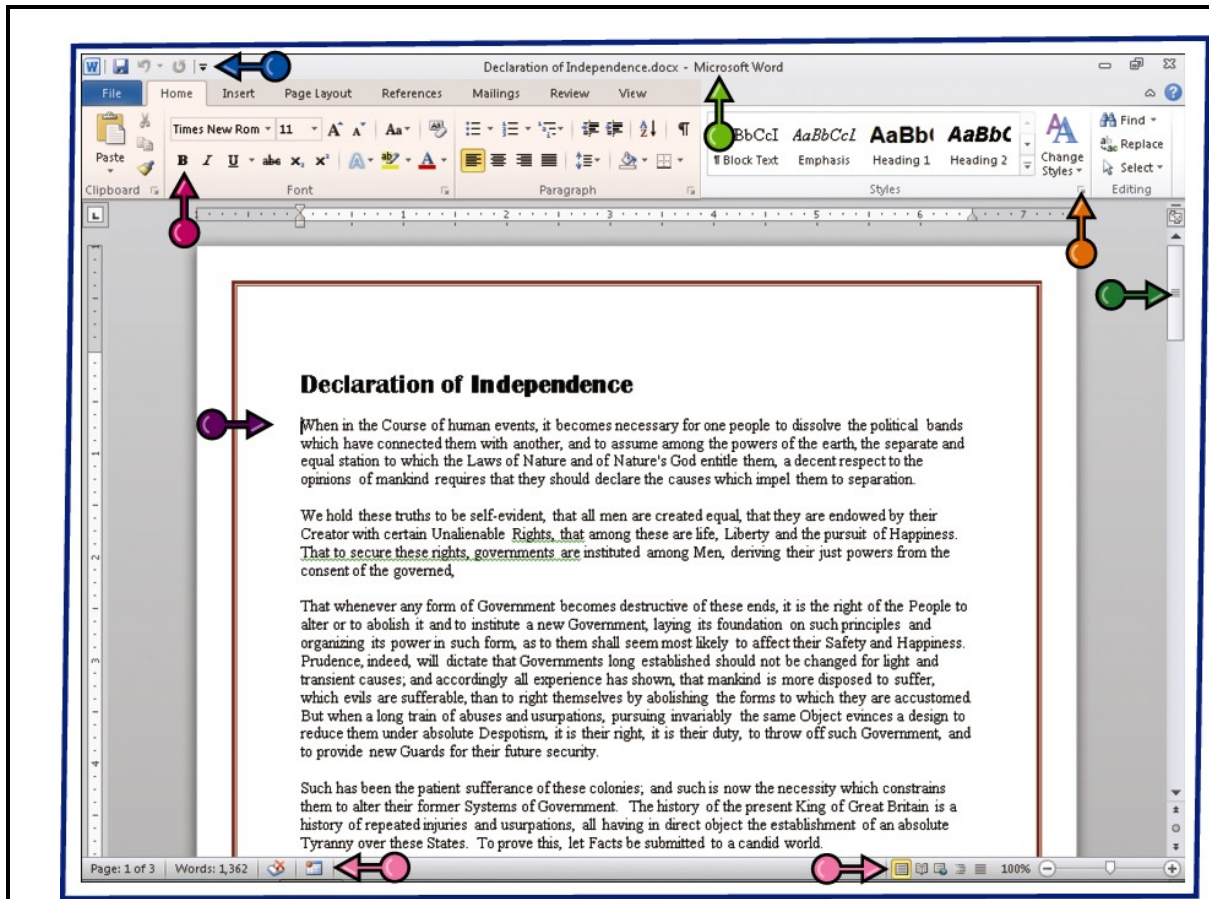 Declaration of Independence.docx - Microsoft Word
File Home Insert Page Layout References Mailings Review View
Times New Rom 11 Aa
AaBbCcL AaBb( AaBbC
Find
Replace
Select
Paste
B I U abc X₂ X² A
¶ Block Text Emphasis Heading 1 Heading 2
Change
Styles
Clipboard Font Paragraph Styles Editing
1 2 3 4 5 6 7
Declaration of Independence
When in the Course of human events, it becomes necessary for one people to dissolve the political bands
which have connected them with another, and to assume among the powers of the earth, the separate and
equal station to which the Laws of Nature and of Nature's God entitle them, a decent respect to the
opinions of mankind requires that they should declare the causes which impel them to separation.
We hold these truths to be self-evident, that all men are created equal, that they are endowed by their
Creator with certain Unalienable Rights, that among these are life, Liberty and the pursuit of Happiness.
That to secure these rights, governments are instituted among Men, deriving their just powers from the
consent of the governed,
That whenever any form of Government becomes destructive of these ends, it is the right of the People to
alter or to abolish it and to institute a new Government, laying its foundation on such principles and
organizing its power in such form, as to them shall seem most likely to affect their Safety and Happiness.
Prudence, indeed, will dictate that Governments long established should not be changed for light and
transient causes; and accordingly all experience has shown, that mankind is more disposed to suffer,
which evils are sufferable, than to right themselves by abolishing the forms to which they are accustomed.
But when a long train of abuses and usurpations, pursuing invariably the same Object evinces a design to
reduce them under absolute Despotism, it is their right, it is their duty, to throw off such Government, and
to provide new Guards for their future security.
Such has been the patient sufferance of these colonies; and such is now the necessity which constrains
them to alter their former Systems of Government. The history of the present King of Great Britain is a
history of repeated injuries and usurpations, all having in direct object the establishment of an absolute
Tyranny over these States. To prove this, let Facts be submitted to a candid world.
Page: 1 of 3 Words: 1,362 100%